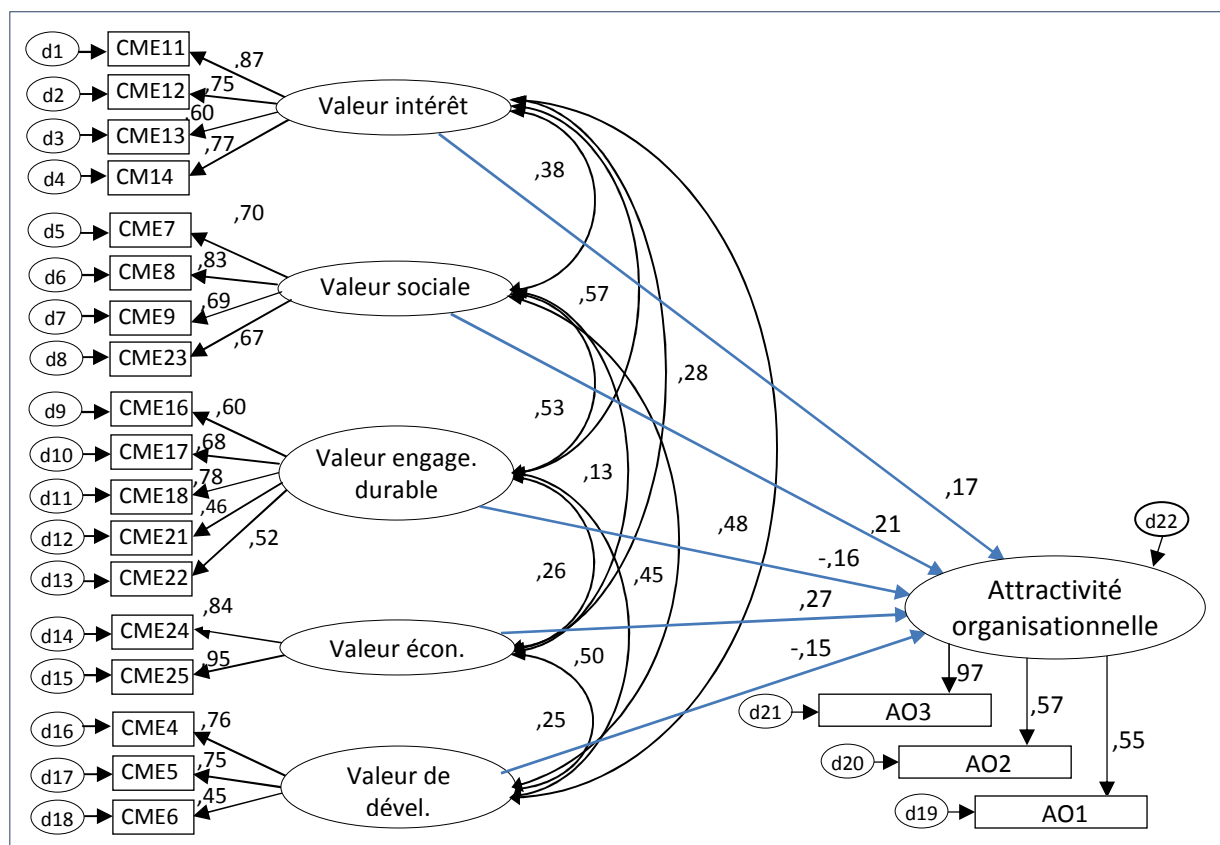 d1
CME11
,87
d2
CME12
,75
Valeur intérêt
d3
CME13
,60
d4
CM14
,77
,38
d5
CME7
,70
d6
CME8
,83
Valeur sociale
,57
d7
CME9
,69
d8
CME23
,67
,28
d9
CME16
,60
,53
d10
CME17
,68
Valeur engage.
durable
,13
d11
CME18
,78
,17
d12
CME21
,46
,48
,21
d22
d13
CME22
,52
-,16
,26
,45
Attractivité
organisationnelle
d14
CME24
,84
,27
Valeur écon.
d15
CME25
,95
,50
-,15
97
d16
CME4
,76
,25
d21
AO3
,57
d17
CME5
,75
Valeur de
dével.
d20
AO2
,55
d18
CME6
,45
d19
AO1